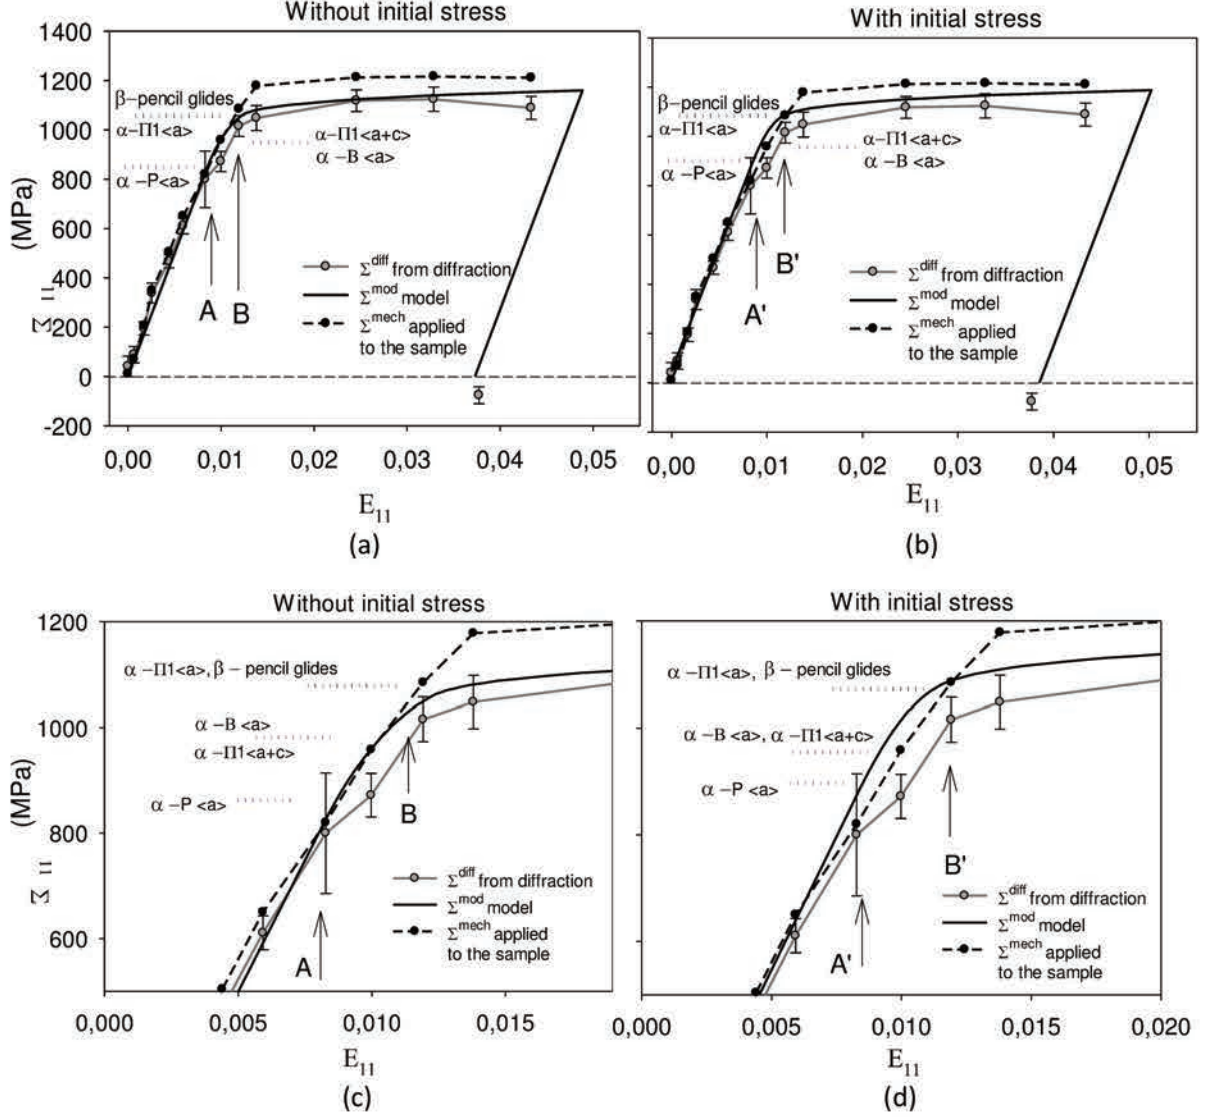 Without initial stress
1400
1200
1000
800
600
400
200
0
-200
Σ11 (MPa)
β-pencil glides
α-Π1<a>
α -P<a>
α-Π1<a+c>
α -B <a>
A
B
Σdiff from diffraction
Σmod model
Σmech applied
to the sample
0,00 0,01 0,02 0,03 0,04 0,05
E11
(a)
With initial stress
β-pencil glides
α-Π1<a>
α -P<a>
α-Π1<a+c>
α -B <a>
A'
B'
Σdiff from diffraction
Σmod model
Σmech applied
to the sample
0,00 0,01 0,02 0,03 0,04 0,05
E11
(b)
Without initial stress
1200
1000
800
600
Σ11 (MPa)
α -Π1<a>, β - pencil glides
α -B <a>
α -Π1<a+c>
α -P <a>
A
B
Σdiff from diffraction
Σmod model
Σmech applied
to the sample
0,000 0,005 0,010 0,015
E11
(c)
With initial stress
α -Π1<a>, β - pencil glides
α -B <a>, α -Π1<a+c>
α -P <a>
A'
B'
Σdiff from diffraction
Σmod model
Σmech applied
to the sample
0,000 0,005 0,010 0,015 0,020
E11
(d)